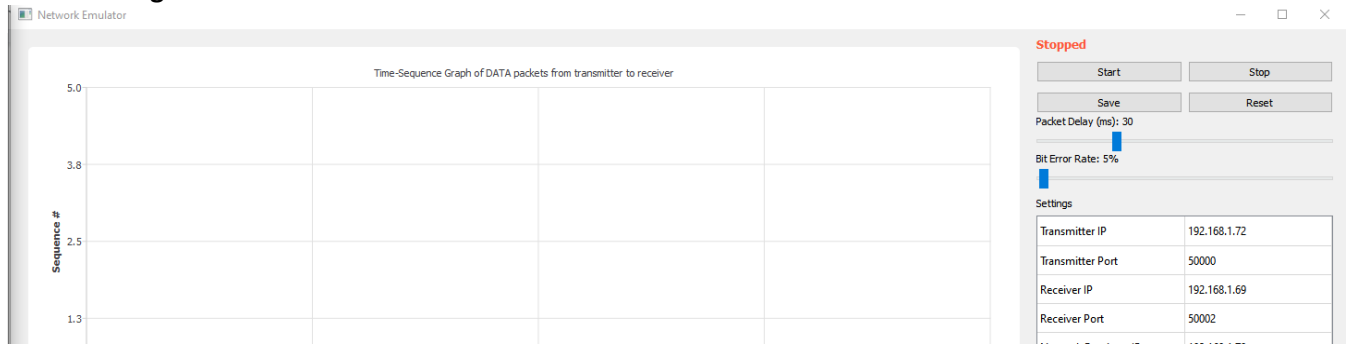 Network Emulator
Time-Sequence Graph of DATA packets from transmitter to receiver
5.0
3.8
2.5
1.3
Sequence #
Stopped
Start Stop
Save Reset
Packet Delay (ms): 30
Bit Error Rate: 5%
Settings
Transmitter IP 192.168.1.72
Transmitter Port 50000
Receiver IP 192.168.1.69
Receiver Port 50002